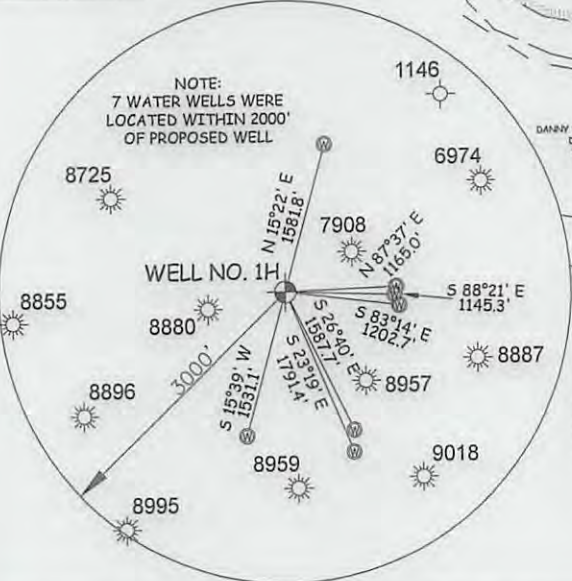 NOTE:
7 WATER WELLS WERE
LOCATED WITHIN 2000'
OF PROPOSED WELL
1146
DANNY
6974
8725
N 15°22' E
1581.8'
7908
N 87°37' E
1165.0'
WELL NO. 1H
S 88°21' E
1145.3'
S 83°14' E
1202.7'
8855
8880
S 26°40' E
1587.7'
S 23°19' E
1791.4'
8887
3000'
S 15°39' W
1531.1'
8957
8896
9018
8959
8995
W
W
W
W
W
W